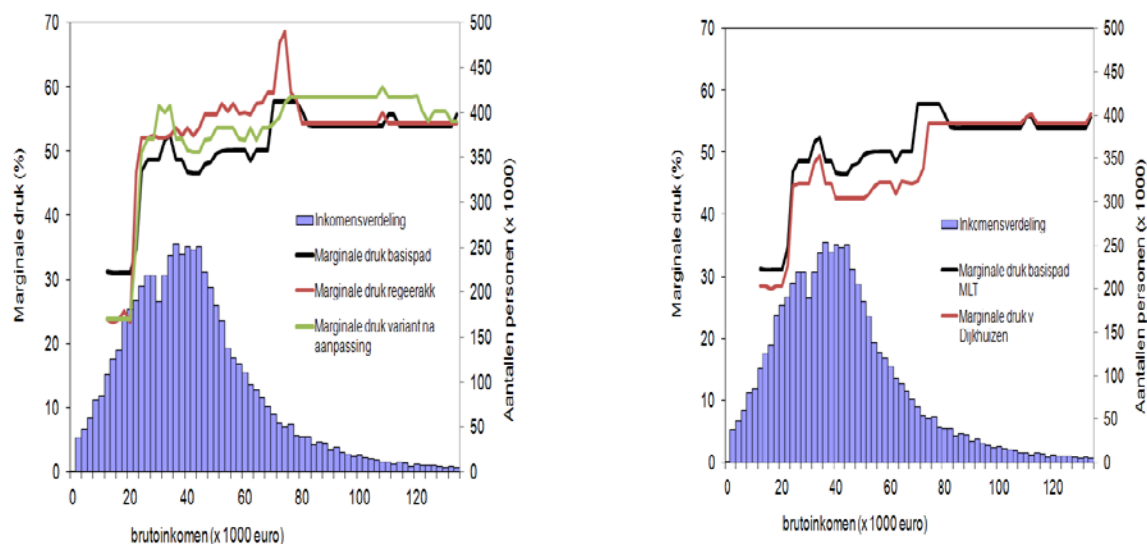 Marginale druk (%)
70
60
50
40
30
20
10
0
500
450
400
350
300
250
200
150
100
50
0
Aantallen personen (x 1000)
Inkomensverdeling
Marginale druk basispad
Marginale druk regeerakk
Marginale druk variant na
aanpassing
0 20 40 60 80 100 120
brutoinkomen (x 1000 euro)
Marginale druk (%)
70
60
50
40
30
20
10
0
500
450
400
350
300
250
200
150
100
50
0
Aantallen personen (x 1000)
Inkomensverdeling
Marginale druk basispad
MLT
Marginale druk v
Dijkhuizen
0 20 40 60 80 100 120
brutoinkomen (x 1000 euro)